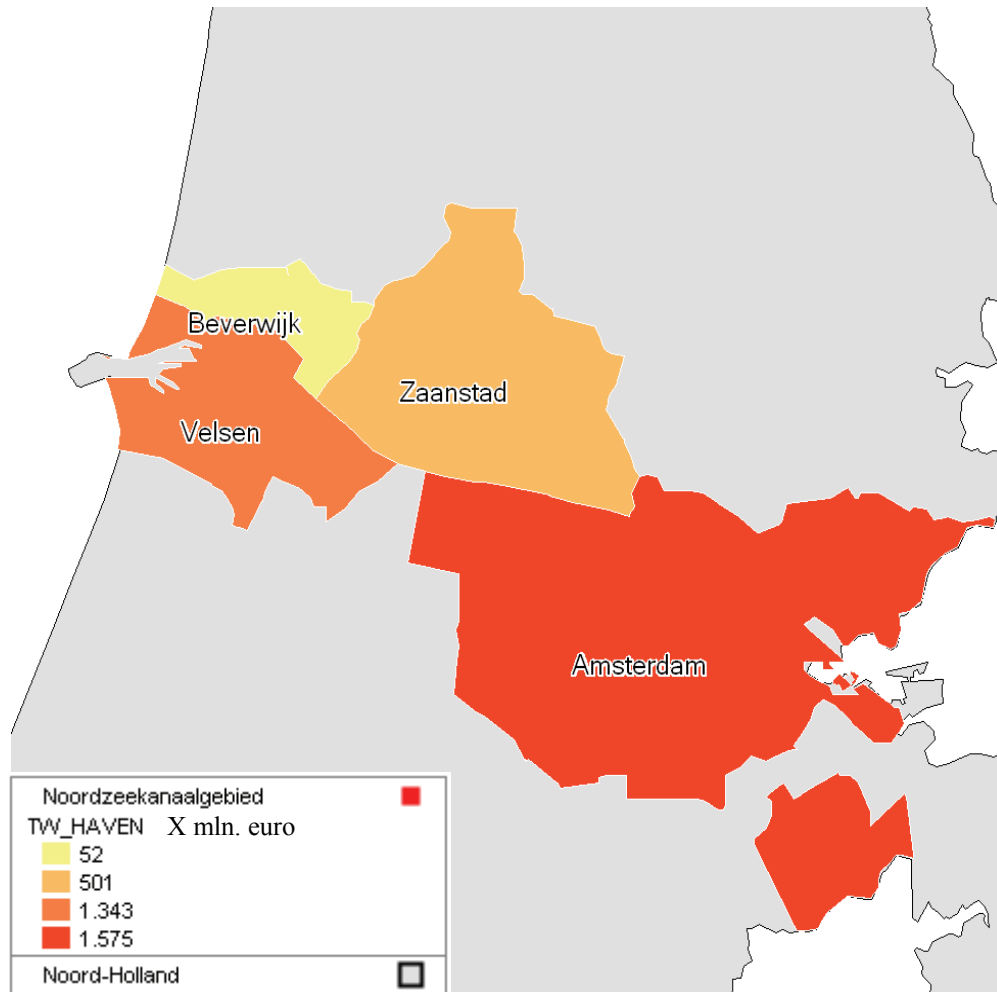 Beverwijk
Zaanstad
Velsen
Amsterdam
Noordzeekanaalgebied
TW_HAVEN X mln. euro
52
501
1.343
1.575
Noord-Holland